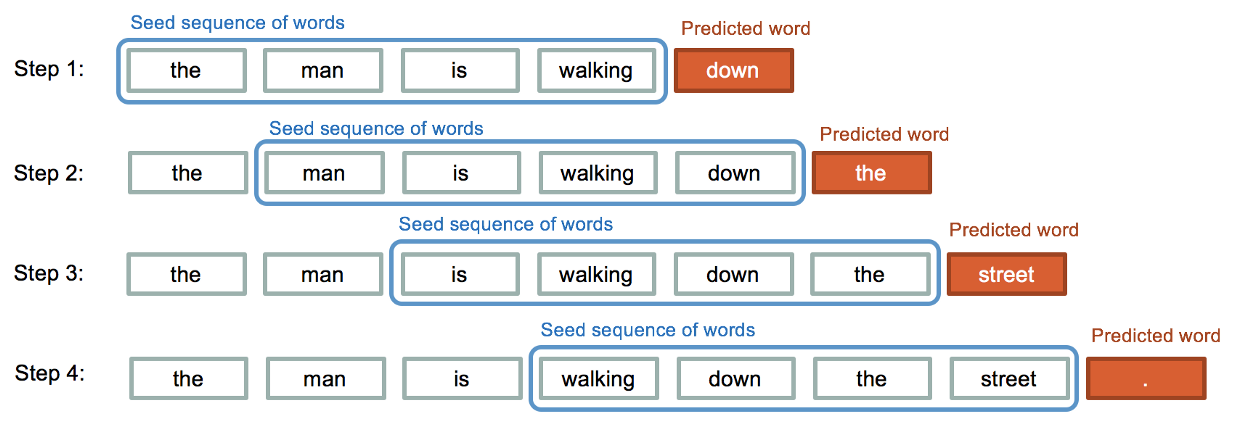 Seed sequence of words
Predicted word
Step 1: the man is walking down
Seed sequence of words
Predicted word
Step 2: the man is walking down the
Seed sequence of words
Predicted word
Step 3: the man is walking down the street
Seed sequence of words
Predicted word
Step 4: the man is walking down the street .